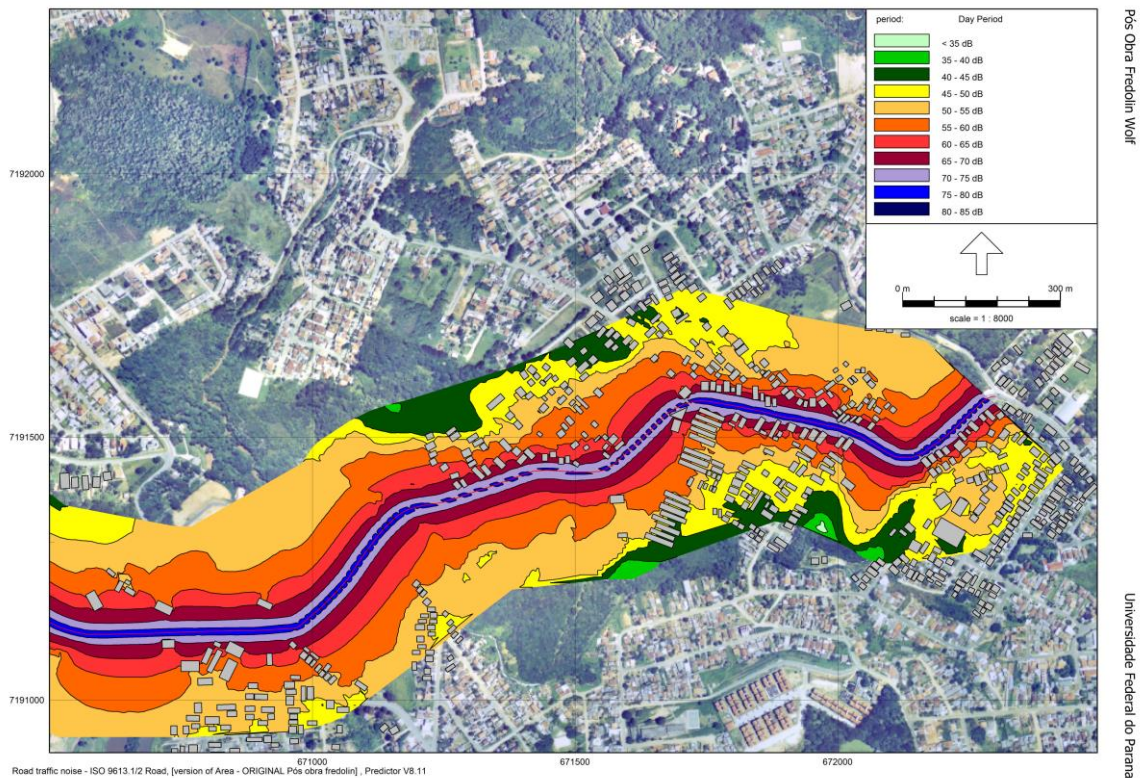 period: Day Period
< 35 dB
35 - 40 dB
40 - 45 dB
45 - 50 dB
50 - 55 dB
55 - 60 dB
60 - 65 dB
65 - 70 dB
70 - 75 dB
75 - 80 dB
80 - 85 dB
0 m 300 m
scale = 1 : 8000
7192000
7191500
7191000
671000 671500 672000
Road traffic noise - ISO 9613.1/2 Road, [version of Area - ORIGINAL Pós obra fredolin] , Predictor V8.11
Pós Obra Fredolin Wolf
Universidade Federal do Parana